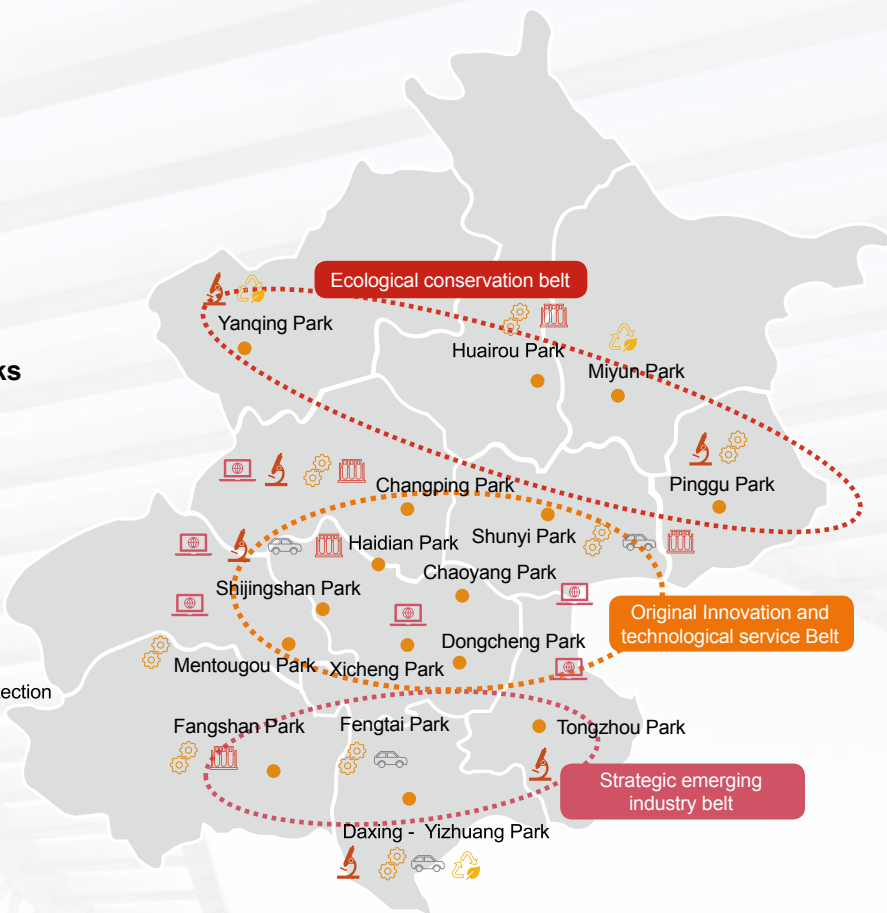 Ecological conservation belt
Yanqing Park
Huairou Park
ks
Miyun Park
Pinggu Park
Changping Park
Shunyi Park
Haidian Park
Chaoyang Park
Shijingshan Park
Original Innovation and
technological service Belt
Dongcheng Park
Mentougou Park
Xicheng Park
ection
Fangshan Park
Fengtai Park
Tongzhou Park
Strategic emerging
industry belt
Daxing - Yizhuang Park